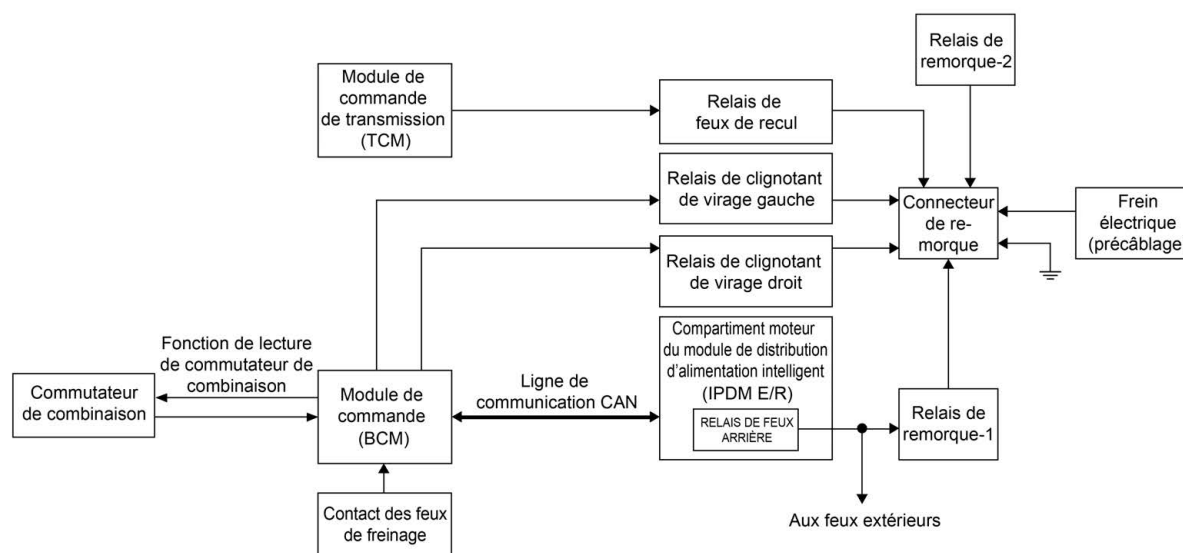 Relais de
remorque-2
Module de
commande
de transmission
(TCM)
Relais de
feux de recul
Relais de clignotant
de virage gauche
Connecteur
de re-
morque
Frein
électrique
(précâblage)
Relais de clignotant
de virage droit
Fonction de lecture
de commutateur de
combinaison
Commutateur
de combinaison
Module de
commande
(BCM)
Ligne de
communication CAN
Compartiment moteur
du module de distribution
d'alimentation intelligent
(IPDM E/R)
RELAIS DE FEUX
ARRIÈRE
Relais de
remorque-1
Contact des feux
de freinage
Aux feux extérieurs